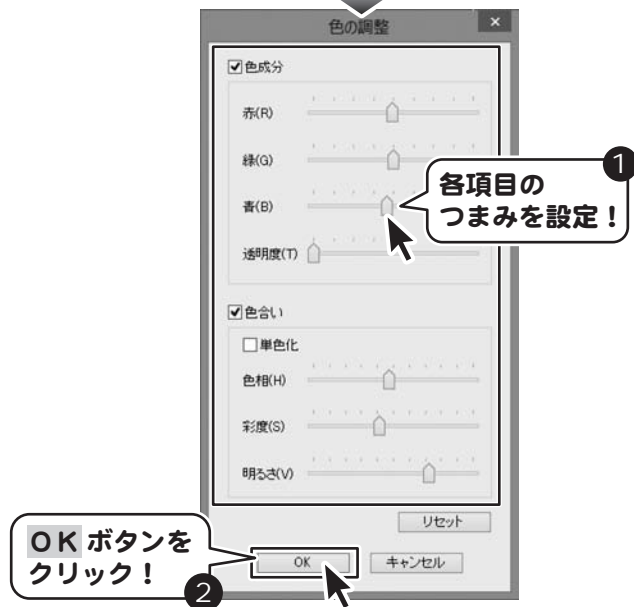 色の調整
×
色成分
赤(R)
緑(G)
青(B)
透明度(T)
❶
各項目の
つまみを設定！
色合い
単色化
色相(H)
彩度(S)
明るさ(V)
リセット
OK
キャンセル
ＯＫ ボタンを
クリック！
❷